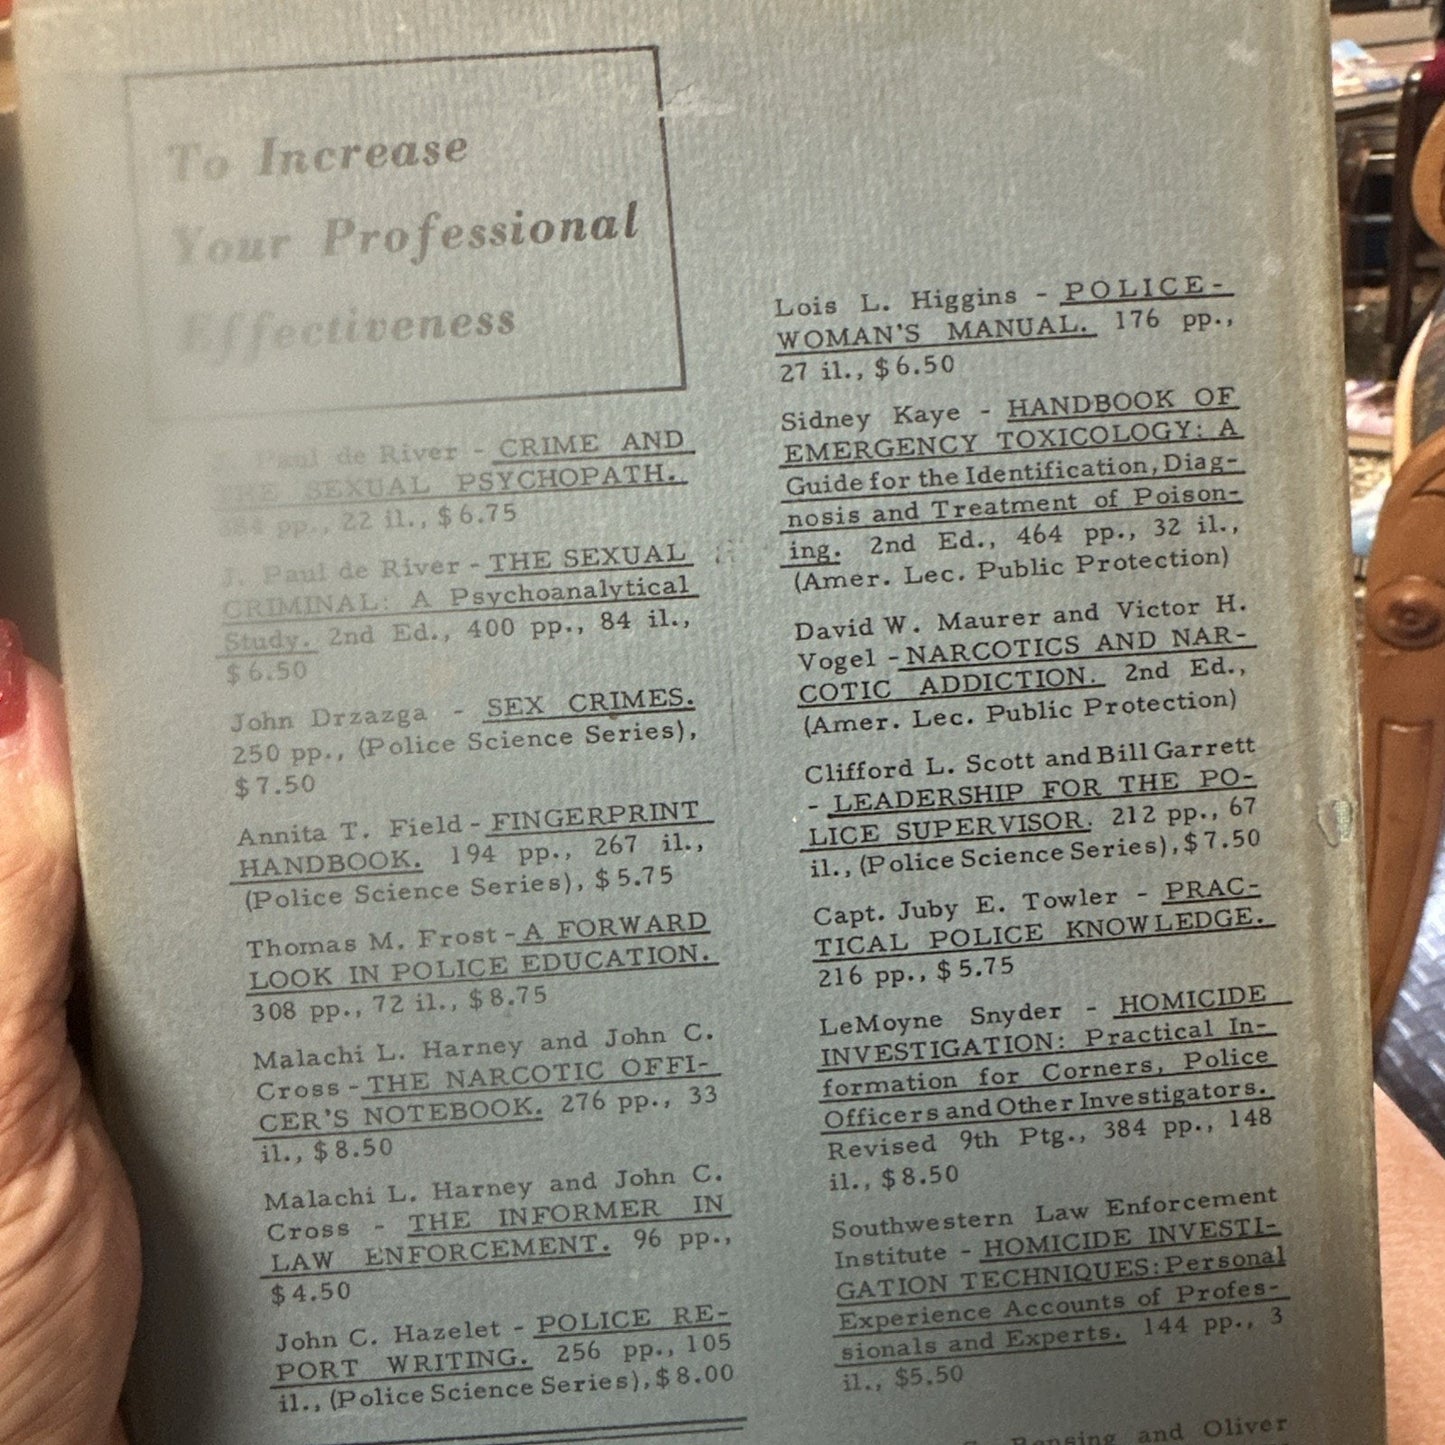 To Increase
Your Professional
Effectiveness
Paul de River - CRIME AND
SEXUAL PSYCHOPATH.
pp., 22 il., $6.75
J. Paul de River - THE SEXUAL
CRIMINAL: A Psychoanalytical
Study. 2nd Ed., 400 pp., 84 il.,
$6.50
John Drzazga - SEX CRIMES.
250 pp., (Police Science Series),
$7.50
Annita T. Field - FINGERPRINT
HANDBOOK. 194 pp., 267 il.,
(Police Science Series), $5.75
Thomas M. Frost - A FORWARD
LOOK IN POLICE EDUCATION.
308 pp., 72 il., $8.75
Malachi L. Harney and John C.
Cross - THE NARCOTIC OFFI-
CER'S NOTEBOOK. 276 pp., 33
il., $8.50
Malachi L. Harney and John C.
Cross - THE INFORMER IN
LAW ENFORCEMENT. 96 pp.,
$4.50
John C. Hazelet - POLICE RE-
PORT WRITING. 256 pp., 105
il., (Police Science Series), $8.00
Lois L. Higgins - POLICE-
WOMAN'S MANUAL. 176 pp.,
27 il., $6.50
Sidney Kaye - HANDBOOK OF
EMERGENCY TOXICOLOGY: A
Guide for the Identification, Diag-
nosis and Treatment of Poison-
ing. 2nd Ed., 464 pp., 32 il.,
(Amer. Lec. Public Protection)
David W. Maurer and Victor H.
Vogel - NARCOTICS AND NAR-
COTIC ADDICTION. 2nd Ed.,
(Amer. Lec. Public Protection)
Clifford L. Scott and Bill Garrett
- LEADERSHIP FOR THE PO-
LICE SUPERVISOR. 212 pp., 67
il., (Police Science Series), $7.50
Capt. Juby E. Towler - PRAC-
TICAL POLICE KNOWLEDGE.
216 pp., $5.75
LeMoyne Snyder - HOMICIDE
INVESTIGATION: Practical In-
formation for Corners, Police
Officers and Other Investigators.
Revised 9th Ptg., 384 pp., 148
il., $8.50
Southwestern Law Enforcement
Institute - HOMICIDE INVESTI-
GATION TECHNIQUES: Personal
Experience Accounts of Profes-
sionals and Experts. 144 pp., 3
il., $5.50
and Oliver